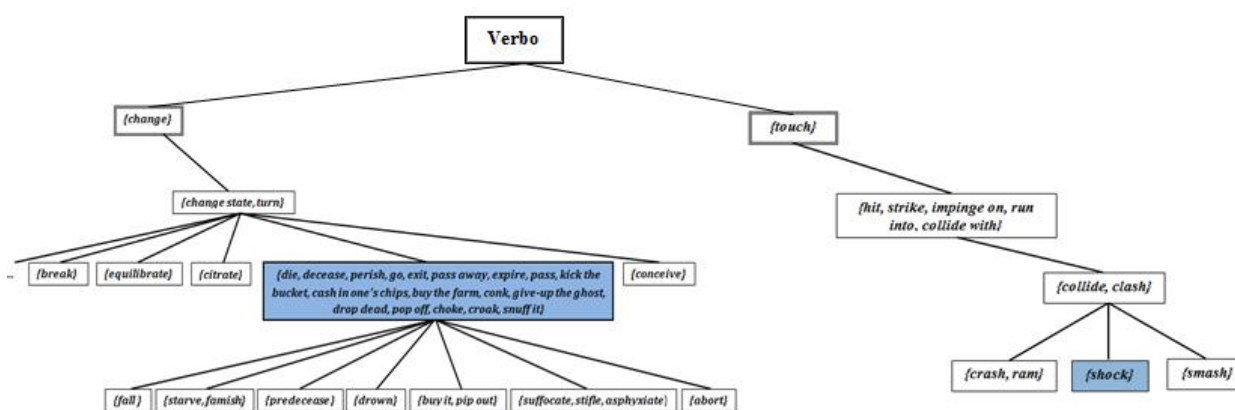 Verbo
{change}
{touch}
{change state, turn}
{hit, strike, impinge on, run
into, collide with}
... {break} {equilibrate} {citrate}
{die, decease, perish, go, exit, pass away, expire, pass, kick the
bucket, cash in one's chips, buy the farm, conk, give-up the ghost,
drop dead, pop off, choke, croak, snuff it}
{conceive}
{collide, clash}
{crash, ram} {shock} {smash}
{fall } {starve, famish} {predecease} {drown} {buy it, pip out} {suffocate, stifle, asphyxiate} {abort}